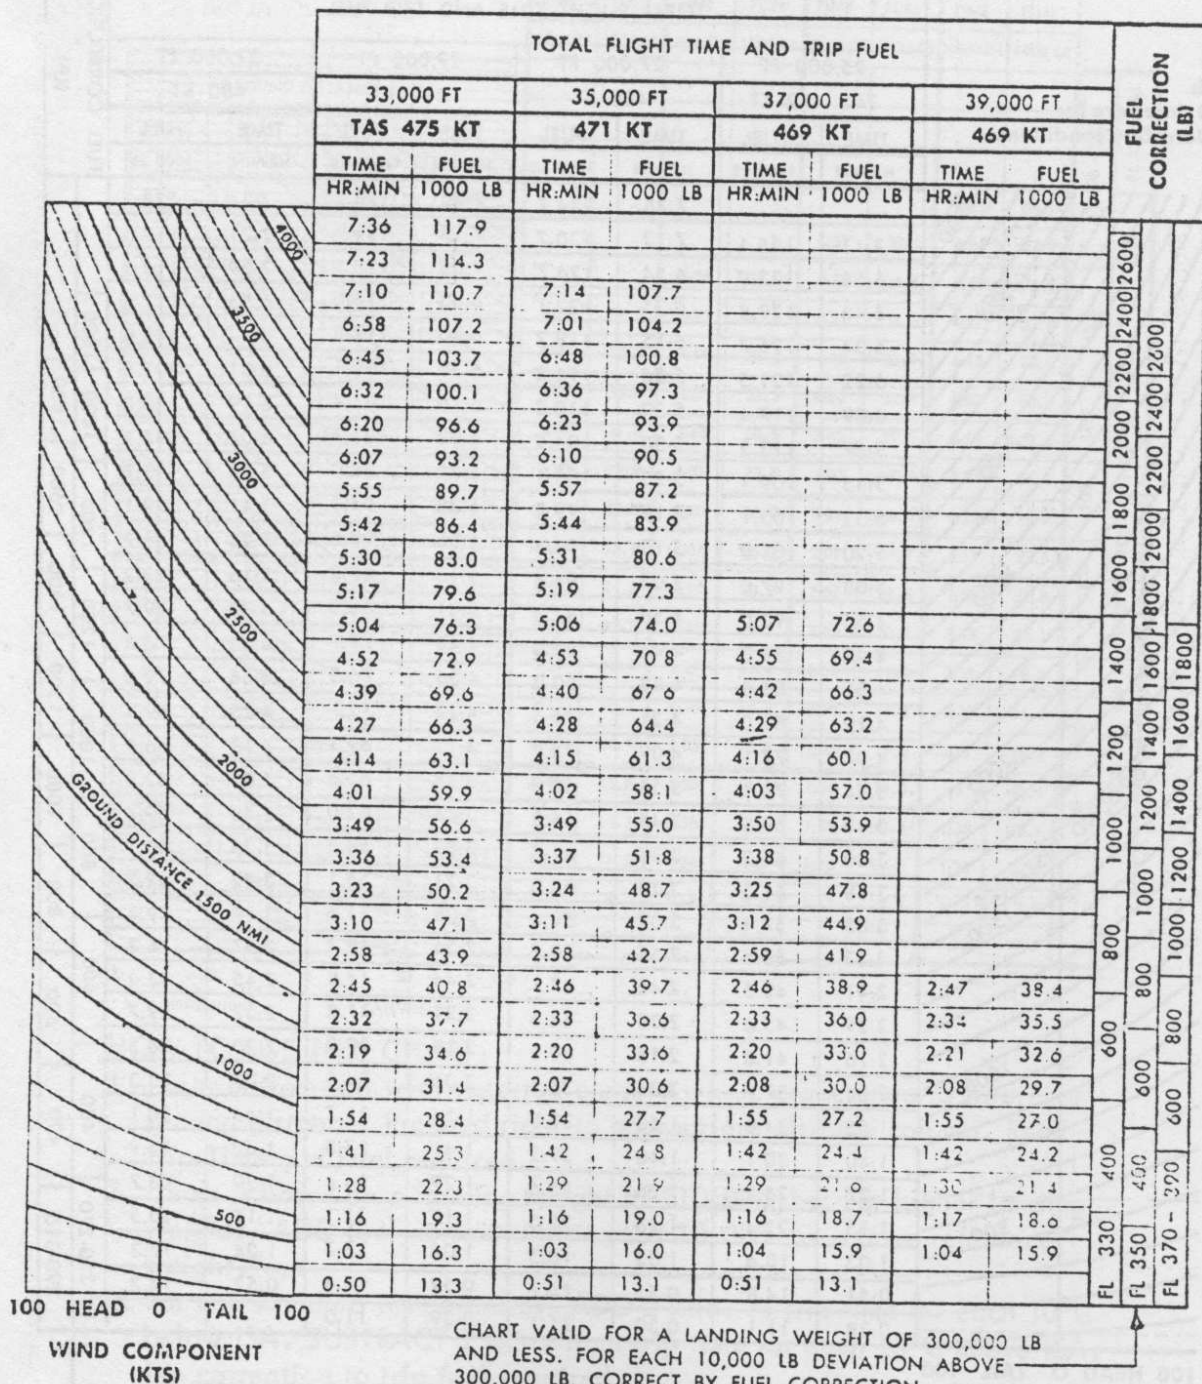 TOTAL FLIGHT TIME AND TRIP FUEL
FUEL CORRECTION (LB)
33,000 FT 35,000 FT 37,000 FT 39,000 FT
TAS 475 KT 471 KT 469 KT 469 KT
TIME FUEL TIME FUEL TIME FUEL TIME FUEL
HR:MIN 1000 LB HR:MIN 1000 LB HR:MIN 1000 LB HR:MIN 1000 LB
7:36 117.9
7:23 114.3
7:10 110.7 7:14 107.7
6:58 107.2 7:01 104.2
6:45 103.7 6:48 100.8
6:32 100.1 6:36 97.3
6:20 96.6 6:23 93.9
6:07 93.2 6:10 90.5
5:55 89.7 5:57 87.2
5:42 86.4 5:44 83.9
5:30 83.0 5:31 80.6
5:17 79.6 5:19 77.3
5:04 76.3 5:06 74.0 5:07 72.6
4:52 72.9 4:53 70 8 4:55 69.4
4:39 69.6 4:40 67 6 4:42 66.3
4:27 66.3 4:28 64.4 4:29 63.2
4:14 63.1 4:15 61.3 4:16 60.1
4:01 59.9 4:02 58.1 4:03 57.0
3:49 56.6 3:49 55.0 3:50 53.9
3:36 53.4 3:37 51.8 3:38 50.8
3:23 50.2 3:24 48.7 3:25 47.8
3:10 47.1 3:11 45.7 3:12 44.9
2:58 43.9 2:58 42.7 2:59 41.9
2:45 40.8 2:46 39.7 2:46 38.9 2:47 38.4
2:32 37.7 2:33 36.6 2:33 36.0 2:34 35.5
2:19 34.6 2:20 33.6 2:20 33.0 2:21 32.6
2:07 31.4 2:07 30.6 2:08 30.0 2:08 29.7
1:54 28.4 1:54 27.7 1:55 27.2 1:55 27.0
1:41 25.3 1.42 24.8 1:42 24.4 1:42 24.2
1:28 22.3 1:29 21.9 1:29 21.6 1:30 21.4
1:16 19.3 1:16 19.0 1:16 18.7 1:17 18.6
1:03 16.3 1:03 16.0 1:04 15.9 1:04 15.9
0:50 13.3 0:51 13.1 0:51 13.1
4000
3500
3000
2500
2000
GROUND DISTANCE 1500 NMI
1000
500
FL 330 400 600 800 1000 1200 1400 1600 1800 2000 2200 2400 2600
FL 350 400 600 800 1000 1200 1400 1600 1800 2000 2200 2400 2600
FL 370 - 390 600 800 1000 1200 1400 1600 1800
100 HEAD 0 TAIL 100
WIND COMPONENT
(KTS)
CHART VALID FOR A LANDING WEIGHT OF 300,000 LB
AND LESS. FOR EACH 10,000 LB DEVIATION ABOVE
300,000 LB, CORRECT BY FUEL CORRECTION